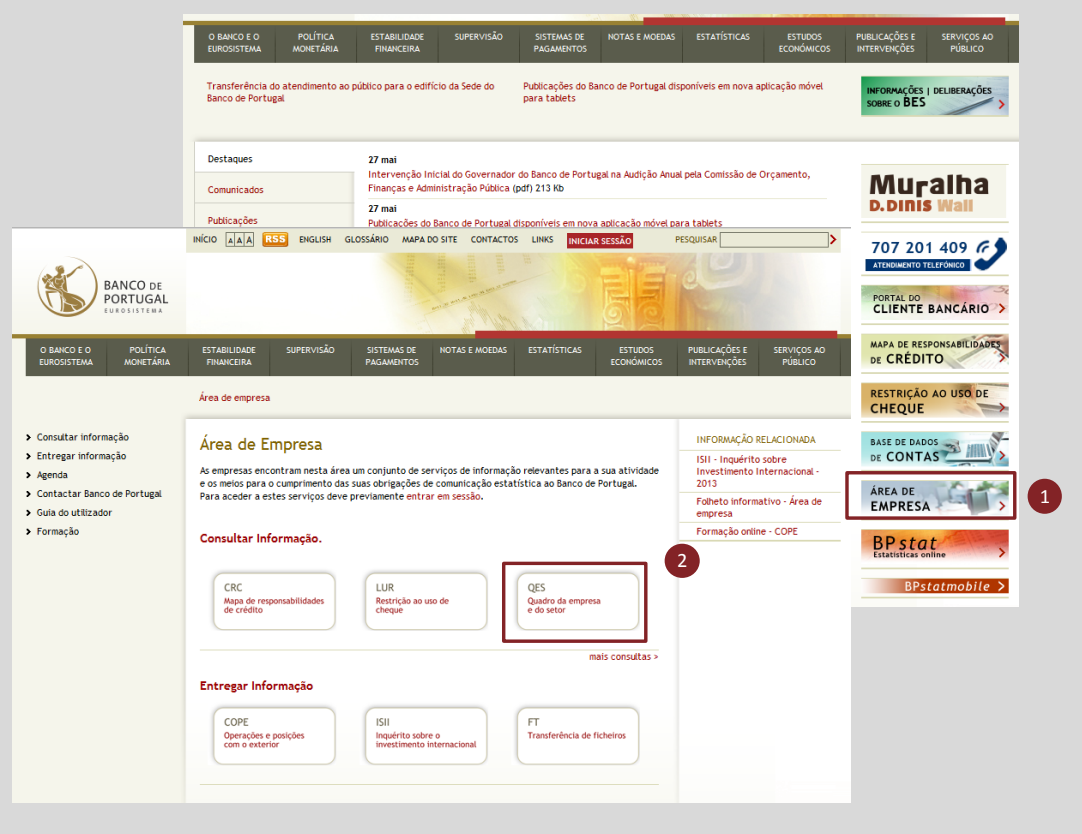 O BANCO E O
EUROSISTEMA
POLÍTICA
MONETÁRIA
ESTABILIDADE
FINANCEIRA
SUPERVISÃO
SISTEMAS DE
PAGAMENTOS
NOTAS E MOEDAS
ESTATÍSTICAS
ESTUDOS
ECONÓMICOS
PUBLICAÇÕES E
INTERVENÇÕES
SERVIÇOS AO
PÚBLICO
Transferência do atendimento ao público para o edifício da Sede do
Banco de Portugal
Publicações do Banco de Portugal disponíveis em nova aplicação móvel
para tablets
INFORMAÇÕES | DELIBERAÇÕES
SOBRE O BES
Destaques
Comunicados
Publicações
27 mai
Intervenção Inicial do Governador do Banco de Portugal na Audição Anual pela Comissão de Orçamento,
Finanças e Administração Pública (pdf) 213 Kb
27 mai
Publicações do Banco de Portugal disponíveis em nova aplicação móvel para tablets
Muralha
D.DINIS Wall
707 201 409
ATENDIMENTO TELEFÓNICO
PORTAL DO
CLIENTE BANCÁRIO
MAPA DE RESPONSABILIDADES
DE CRÉDITO
RESTRIÇÃO AO USO DE
CHEQUE
BASE DE DADOS
DE CONTAS
ÁREA DE
EMPRESA
1
BPstat
Estatísticas online
BPstatmobile
INÍCIO A A A RSS ENGLISH GLOSSÁRIO MAPA DO SITE CONTACTOS LINKS INICIAR SESSÃO PESQUISAR
BANCO DE
PORTUGAL
EUROSISTEMA
O BANCO E O
EUROSISTEMA
POLÍTICA
MONETÁRIA
ESTABILIDADE
FINANCEIRA
SUPERVISÃO
SISTEMAS DE
PAGAMENTOS
NOTAS E MOEDAS
ESTATÍSTICAS
ESTUDOS
ECONÓMICOS
PUBLICAÇÕES E
INTERVENÇÕES
SERVIÇOS AO
PÚBLICO
Área de empresa
Consultar informação
Entregar informação
Agenda
Contactar Banco de Portugal
Guia do utilizador
Formação
Área de Empresa
As empresas encontram nesta área um conjunto de serviços de informação relevantes para a sua atividade
e os meios para o cumprimento das suas obrigações de comunicação estatística ao Banco de Portugal.
Para aceder a estes serviços deve previamente entrar em sessão.
Consultar Informação.
CRC
Mapa de responsabilidades
de crédito
LUR
Restrição ao uso de
cheque
2
QES
Quadro da empresa
e do setor
mais consultas >
Entregar Informação
COPE
Operações e posições
com o exterior
ISII
Inquérito sobre o
investimento internacional
FT
Transferência de ficheiros
INFORMAÇÃO RELACIONADA
ISII - Inquérito sobre
Investimento Internacional -
2013
Folheto informativo - Área de
empresa
Formação online - COPE